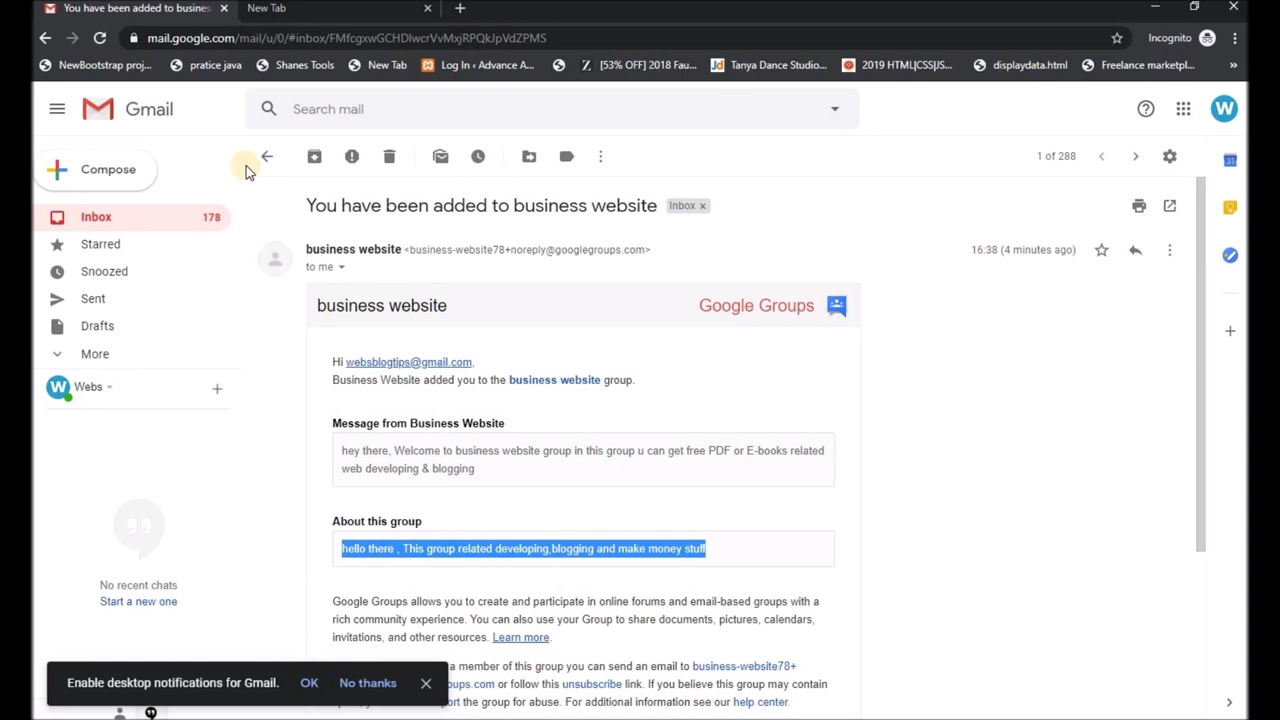 You have been added to busines
New Tab
mail.google.com/mail/u/0/#inbox/FMfcgxwGCHDlwcrVvMxjRPQkJpVdZPMS
Incognito
NewBootstrap proj...
pratice java
Shanes Tools
New Tab
Log In ‹ Advance A...
[53% OFF] 2018 Fau...
Tanya Dance Studio...
2019 HTML|CSS|JS...
displaydata.html
Freelance marketpl...
»
Gmail
Search mail
W
Compose
1 of 288
Inbox 178
Starred
Snoozed
Sent
Drafts
More
W Webs
No recent chats
Start a new one
You have been added to business website Inbox x
business website <business-website78+noreply@googlegroups.com> 16:38 (4 minutes ago)
to me
business website Google Groups
Hi websblogtips@gmail.com,
Business Website added you to the business website group.
Message from Business Website
hey there, Welcome to business website group in this group u can get free PDF or E-books related
web developing & blogging
About this group
hello there , This group related developing,blogging and make money stuff
Google Groups allows you to create and participate in online forums and email-based groups with a
rich community experience. You can also use your Group to share documents, pictures, calendars,
invitations, and other resources. Learn more.
a member of this group you can send an email to business-website78+
ups.com or follow this unsubscribe link. If you believe this group may contain
ort the group for abuse. For additional information see our help center.
Enable desktop notifications for Gmail. OK No thanks
31